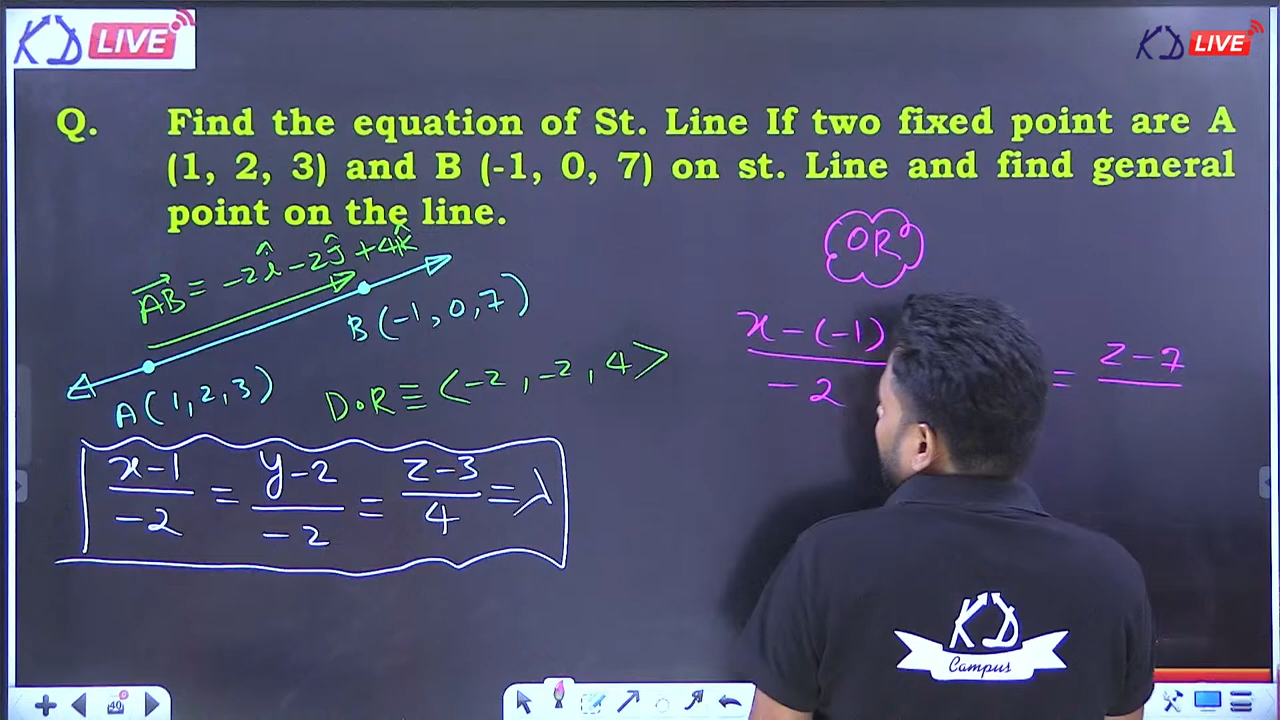 KD LIVE
KD LIVE
Q. Find the equation of St. Line If two fixed point are A
(1, 2, 3) and B (-1, 0, 7) on st. Line and find general
point on the line.
OR
AB⃗ = -2î - 2ĵ + 4k̂
B(-1, 0, 7)
A(1, 2, 3)
D.R ≡ <-2, -2, 4>
x-1/-2 = y-2/-2 = z-3/4 = λ
x-(-1)/-2
= z-7
KD
Campus
40